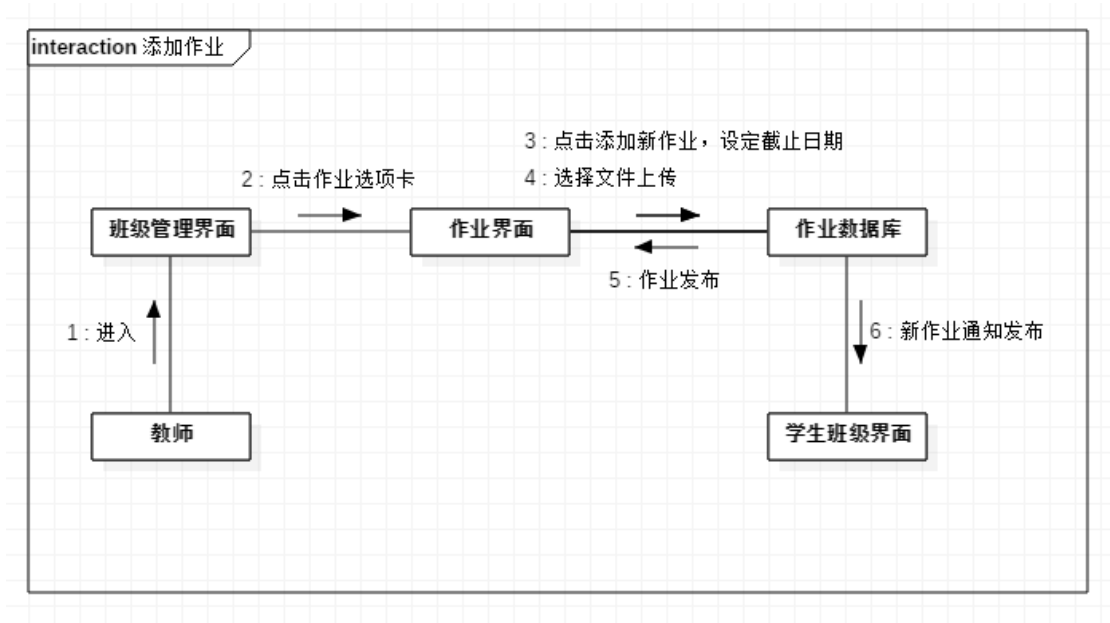 interaction 添加作业
3 : 点击添加新作业，设定截止日期
2 : 点击作业选项卡
4 : 选择文件上传
班级管理界面
作业界面
作业数据库
5 : 作业发布
1 : 进入
6 : 新作业通知发布
教师
学生班级界面